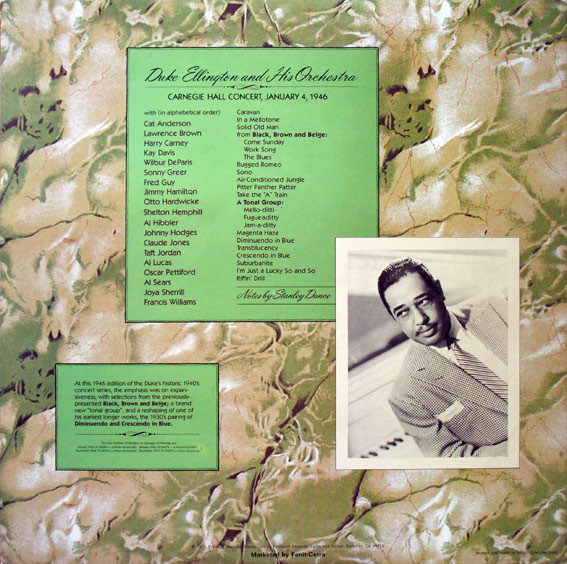 Duke Ellington and His Orchestra
CARNEGIE HALL CONCERT, JANUARY 4, 1946
with (in alphabetical order)
Cat Anderson
Lawrence Brown
Harry Carney
Kay Davis
Wilbur DeParis
Sonny Greer
Fred Guy
Jimmy Hamilton
Otto Hardwicke
Shelton Hemphill
Al Hibbler
Johnny Hodges
Claude Jones
Taft Jordan
Al Lucas
Oscar Pettiford
Al Sears
Joya Sherrill
Francis Williams
Caravan
In a Mellotone
Solid Old Man
from Black, Brown and Beige:
Come Sunday
Work Song
The Blues
Rugged Romeo
Sono
Air-Conditioned Jungle
Pitter Panther Patter
Take the "A" Train
A Tonal Group:
Mello-ditti
Fugueaditty
Jam-a-ditty
Magenta Haze
Diminuendo in Blue
Translucency
Crescendo in Blue
I'm Just a Lucky So and So
Riffin' Drill
Notes by Stanley Dance
At this 1946 edition of the Duke's historic 1940's
concert series, the emphasis was on expan-
siveness, with selections from the previously-
presented Black, Brown and Beige; a brand
new "tonal group", and a reshaping of one of
his earliest longer works, the 1930's pairing of
Diminuendo and Crescendo in Blue.
Marketed by Fonit-Cetra